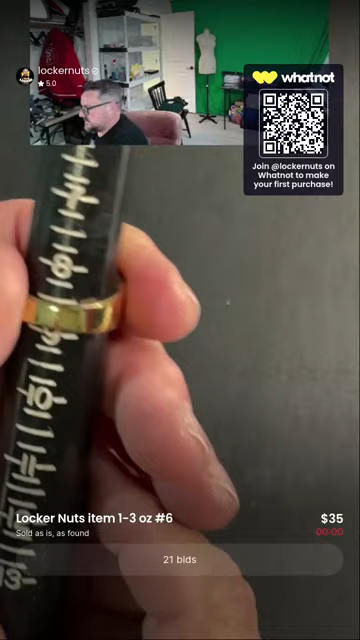 lockernuts
★ 5.0
whatnot
Join @lockernuts on
Whatnot to make
your first purchase!
Locker Nuts item 1-3 oz #6
$35
Sold as is, as found
00:00
21 bids